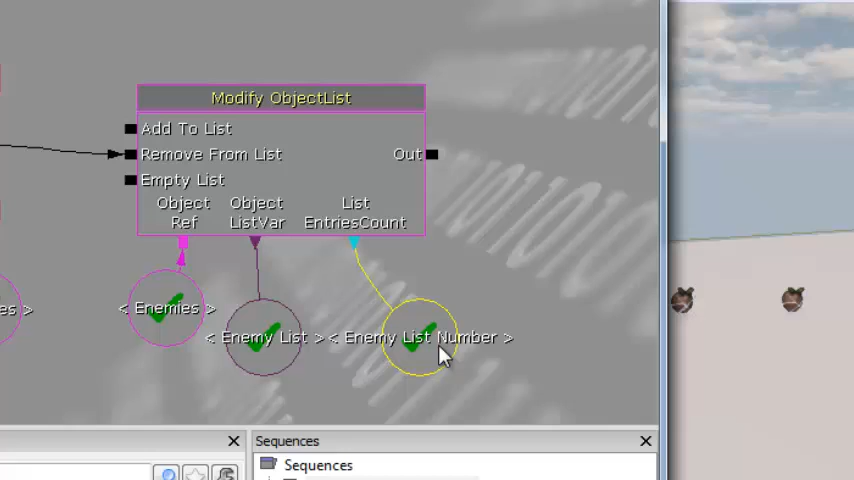 Modify ObjectList
Add To List
Remove From List
Out
Empty List
Object Object List
Ref ListVar EntriesCount
es >
< Enemies >
< Enemy List >
< Enemy List Number >
Sequences
Sequences